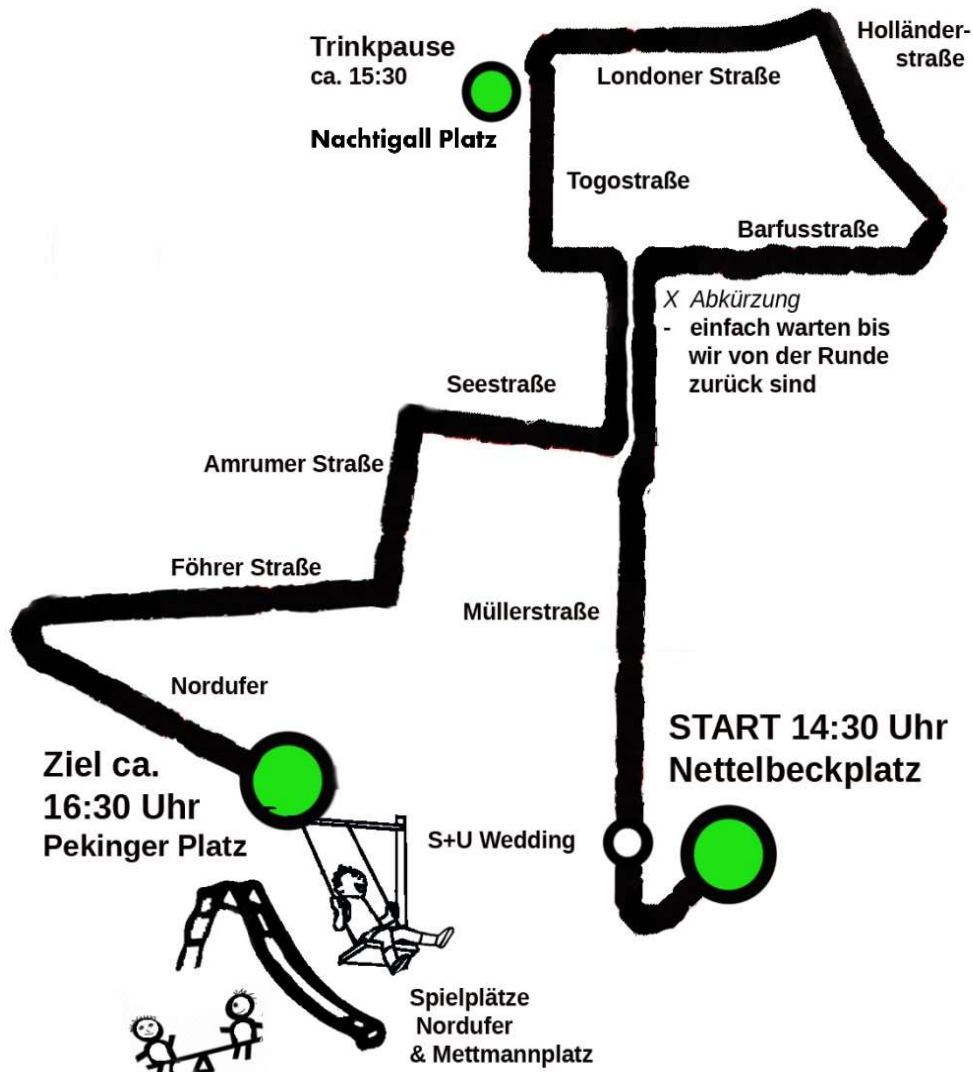 Trinkpause
ca. 15:30
Nachtigall Platz
Holländer-
straße
Londoner Straße
Togostraße
Barfusstraße
X Abkürzung
- einfach warten bis
wir von der Runde
zurück sind
Seestraße
Amrumer Straße
Föhrer Straße
Müllerstraße
Nordufer
START 14:30 Uhr
Nettelbeckplatz
Ziel ca.
16:30 Uhr
Pekinger Platz
S+U Wedding
Spielplätze
Nordufer
& Mettmannplatz